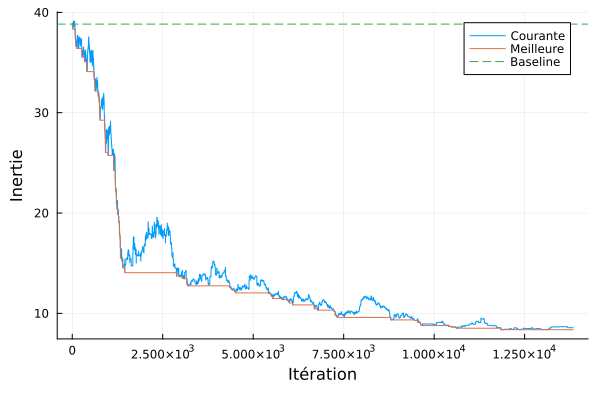 40
30
20
10
Inertie
Courante
Meilleure
Baseline
0 2.500×10³ 5.000×10³ 7.500×10³ 1.000×10⁴ 1.250×10⁴
Itération